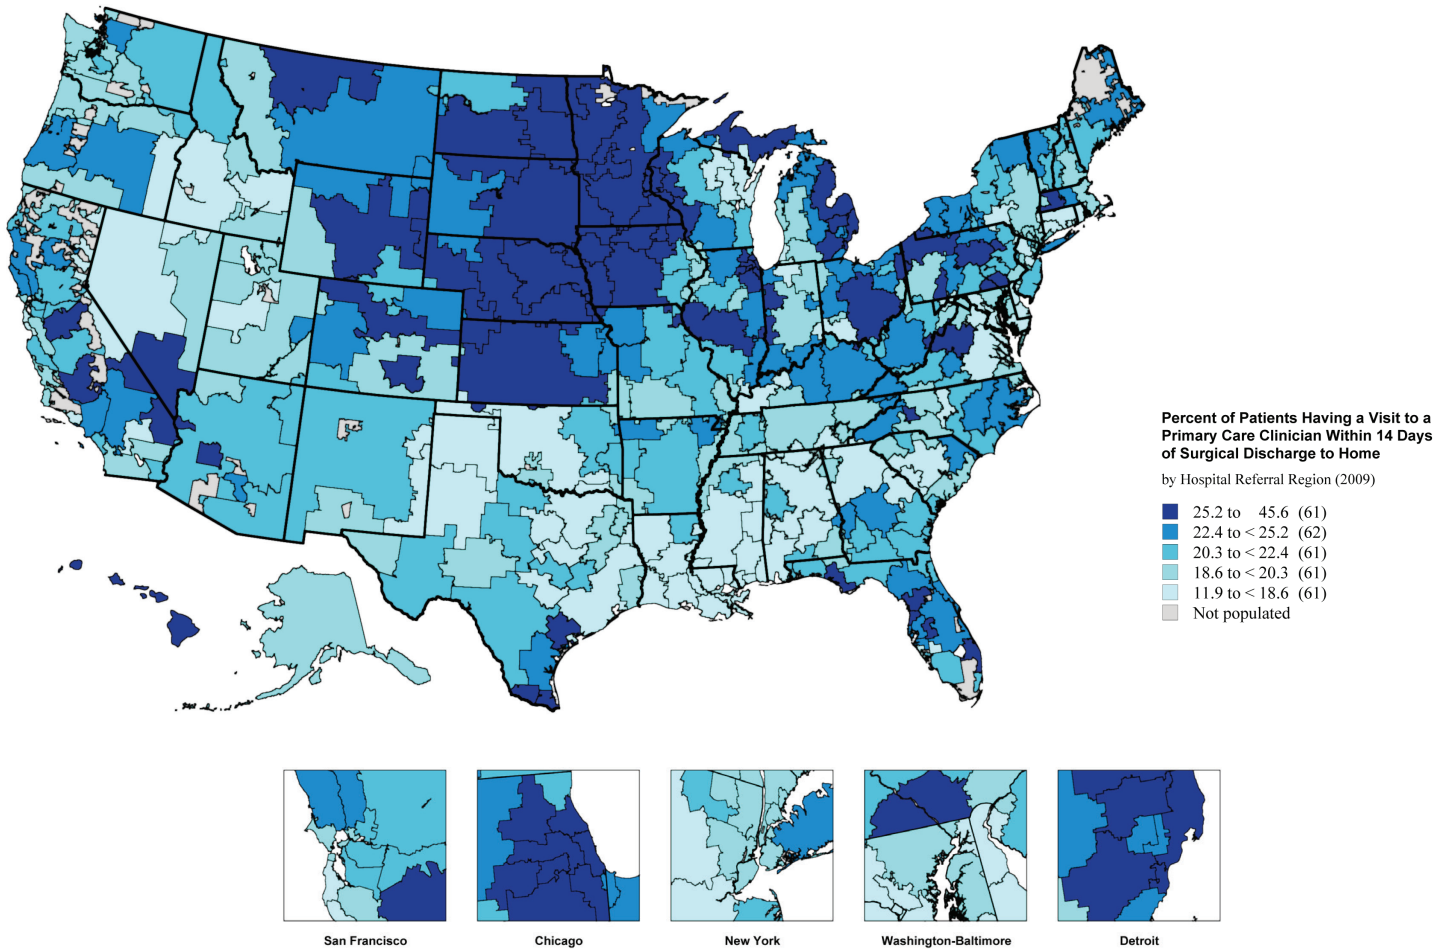 Percent of Patients Having a Visit to a
Primary Care Clinician Within 14 Days
of Surgical Discharge to Home
by Hospital Referral Region (2009)
25.2 to 45.6 (61)
22.4 to < 25.2 (62)
20.3 to < 22.4 (61)
18.6 to < 20.3 (61)
11.9 to < 18.6 (61)
Not populated
San Francisco
Chicago
New York
Washington-Baltimore
Detroit